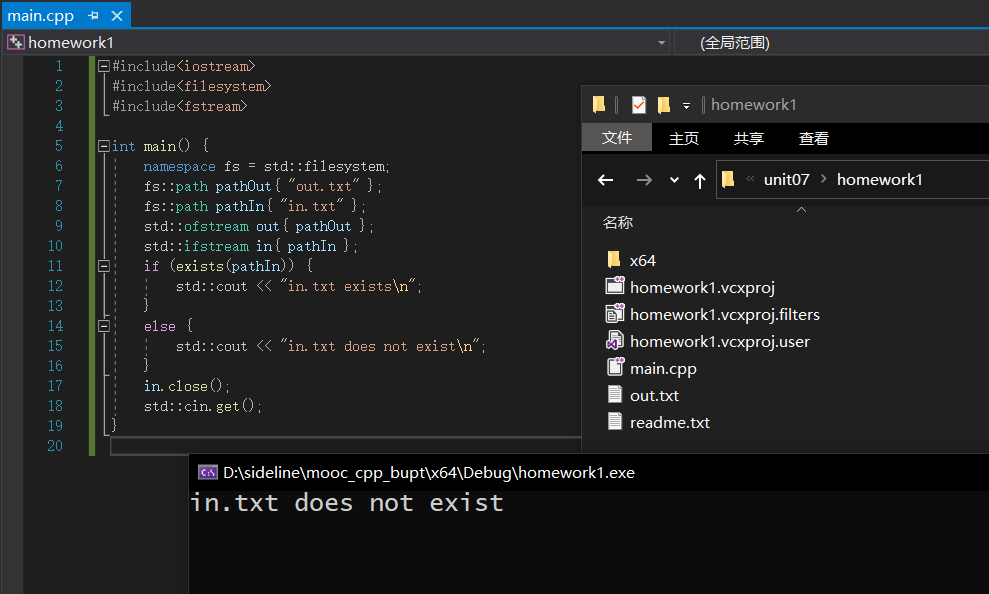 main.cpp
homework1
(全局范围)
1 #include<iostream>
2 #include<filesystem>
3 #include<fstream>
4
5 int main() {
6 namespace fs = std::filesystem;
7 fs::path pathOut{ "out.txt" };
8 fs::path pathIn{ "in.txt" };
9 std::ofstream out{ pathOut };
10 std::ifstream in{ pathIn };
11 if (exists(pathIn)) {
12 std::cout << "in.txt exists\n";
13 }
14 else {
15 std::cout << "in.txt does not exist\n";
16 }
17 in.close();
18 std::cin.get();
19 }
20
homework1
文件 主页 共享 查看
« unit07 > homework1
名称
x64
homework1.vcxproj
homework1.vcxproj.filters
homework1.vcxproj.user
main.cpp
out.txt
readme.txt
D:\sideline\mooc_cpp_bupt\x64\Debug\homework1.exe
in.txt does not exist